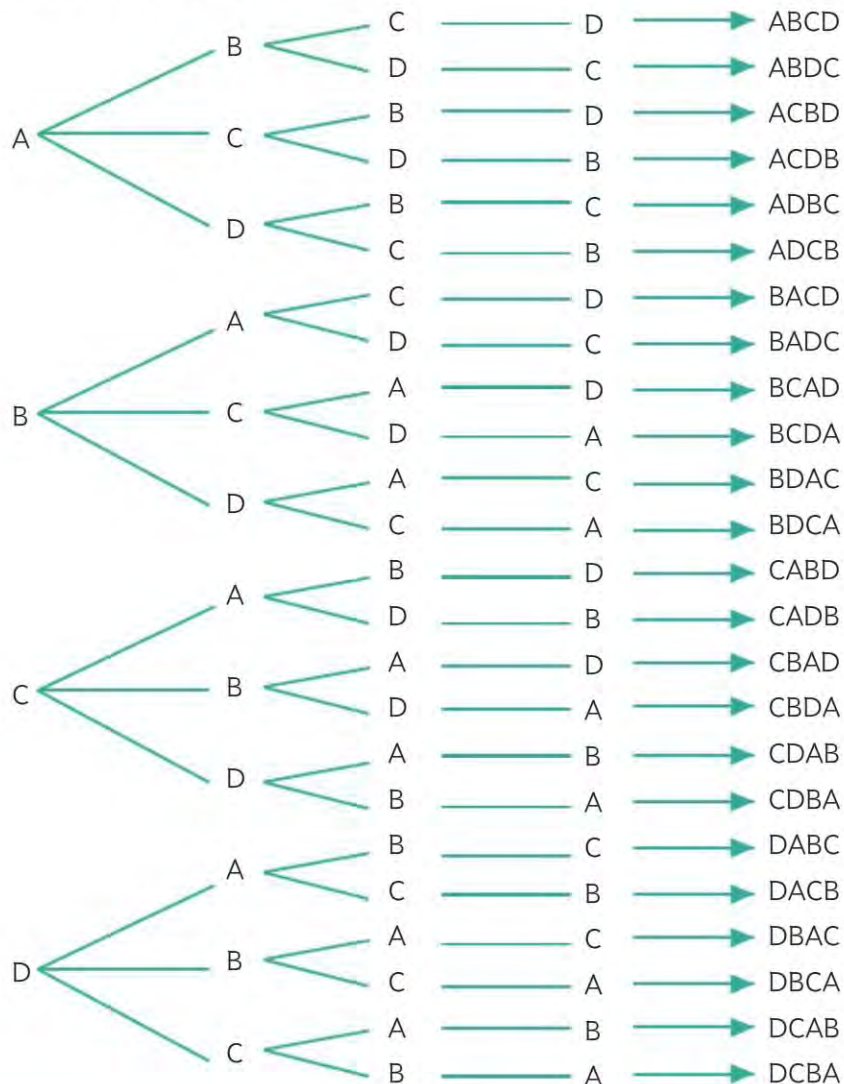 C D ABCD
B
D C ABDC
B D ACBD
A C
D B ACDB
B C ADBC
D
C B ADCB
C D BACD
A
D C BADC
A D BCAD
B C
D A BCDA
A C BDAC
D
C A BDCA
B D CABD
A
D B CADB
A D CBAD
C B
D A CBDA
A B CDAB
D
B A CDBA
B C DABC
A
C B DACB
A C DBAC
D B
C A DBCA
A B DCAB
C
B A DCBA